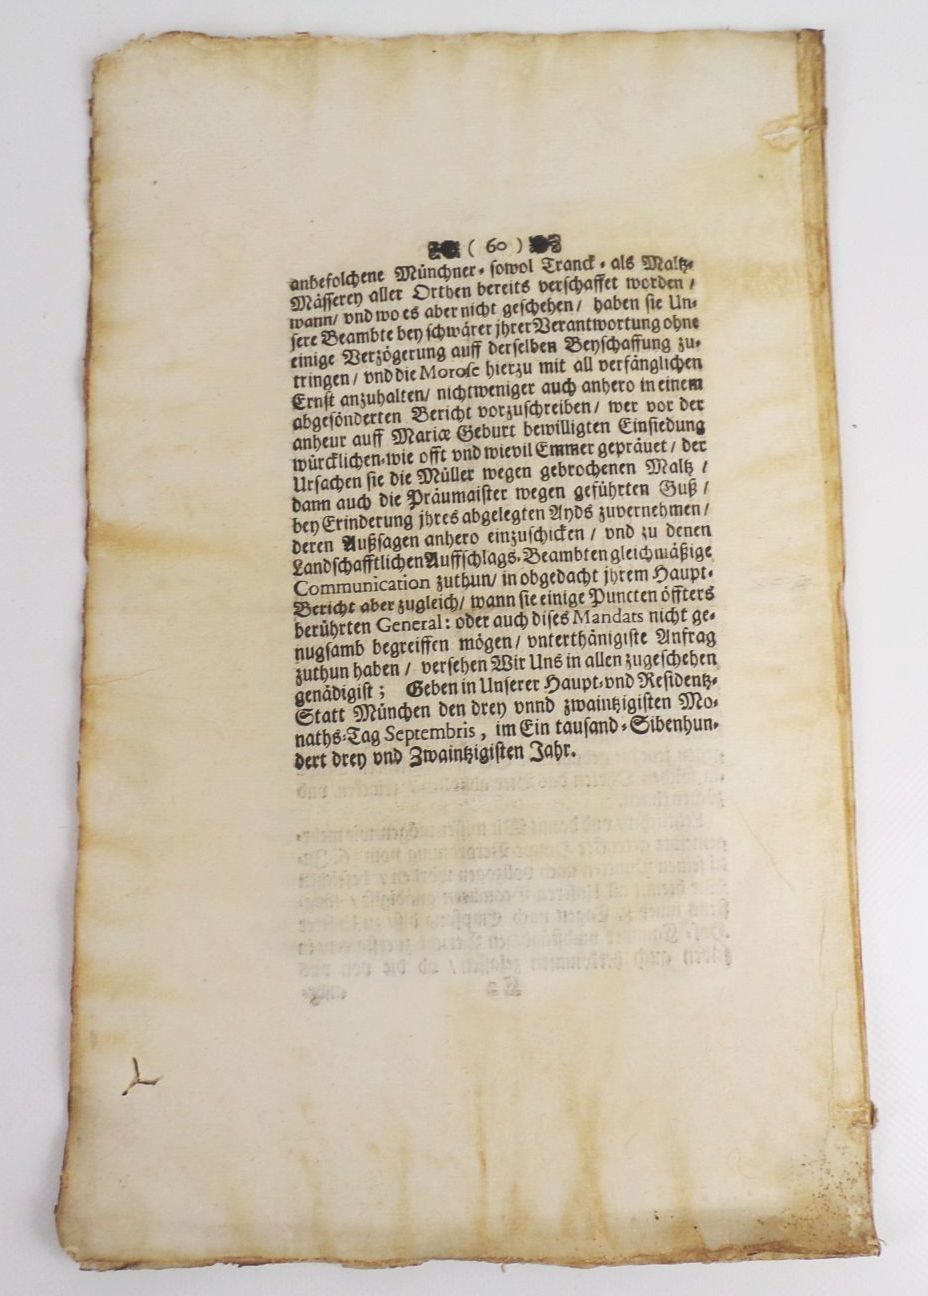 ( 60 )
anbefolchene Münchner- sowol Tranck- als Maltz-
Mässerey aller Orthen bereits verschaffet worden /
wann/ vnd wo es aber nicht geschehen / haben sie Un-
sere Beambte bey schwärer jhrer Verantwortung ohne
einige Verzögerung auff derselben Beyschaffung zu-
tringen / vnd die Morose hierzu mit all verfänglichen
Ernst anzuhalten/ nichtweniger auch anhero in einem
abgesönderten Bericht vorzuschreiben / wer vor der
anheur auff Mariæ Geburt bewilligten Einsiedung
würcklichen-wie offt vnd wievil Emmer gepräuet / der
Ursachen sie die Müller wegen gebrochenen Maltz /
dann auch die Präumaister wegen geführten Guß /
bey Erinderung jhres abgelegten Ayds zuvernehmen /
deren Außsagen anhero einzuschicken / vnd zu denen
Landschafftlichen Auffschlags-Beambten gleichmäßige
Communication zuthun/ in obgedacht jhrem Haupt-
Bericht aber zugleich/ wann sie einige Puncten öffters
berührten General: oder auch dises Mandats nicht ge-
nugsamb begreiffen mögen/ vnterthänigiste Anfrag
zuthun haben / versehen Wir Uns in allen zugeschehen
genädigist ; Geben in Unserer Haupt-vnd Residentz-
Statt München den drey vnnd zwaintzigisten Mo-
naths-Tag Septembris , im Ein tausand-Sibenhun-
dert drey vnd Zwaintzigisten Jahr.